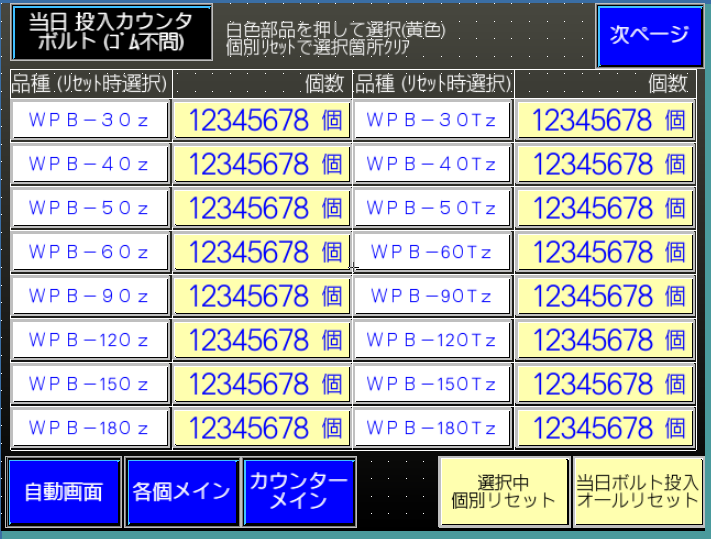 当日 投入カウンタ
ボルト (ｺﾞﾑ不問)
白色部品を押して選択(黄色)
個別ﾘｾｯﾄで選択箇所ｸﾘｱ
次ページ
品種 (ﾘｾｯﾄ時選択) 個数 品種 (ﾘｾｯﾄ時選択) 個数
ＷＰＢ－３０ｚ 12345678 個 ＷＰＢ－３０Tｚ 12345678 個
ＷＰＢ－４０ｚ 12345678 個 ＷＰＢ－４０Tｚ 12345678 個
ＷＰＢ－５０ｚ 12345678 個 ＷＰＢ－５０Tｚ 12345678 個
ＷＰＢ－６０ｚ 12345678 個 ＷＰＢ－60Tｚ 12345678 個
ＷＰＢ－９０ｚ 12345678 個 ＷＰＢ－90Tｚ 12345678 個
ＷＰＢ－120ｚ 12345678 個 ＷＰＢ－120Tｚ 12345678 個
ＷＰＢ－150ｚ 12345678 個 ＷＰＢ－150Tｚ 12345678 個
ＷＰＢ－180ｚ 12345678 個 ＷＰＢ－180Tｚ 12345678 個
自動画面
各個メイン
カウンター
メイン
選択中
個別リセット
当日ボルト投入
オールリセット